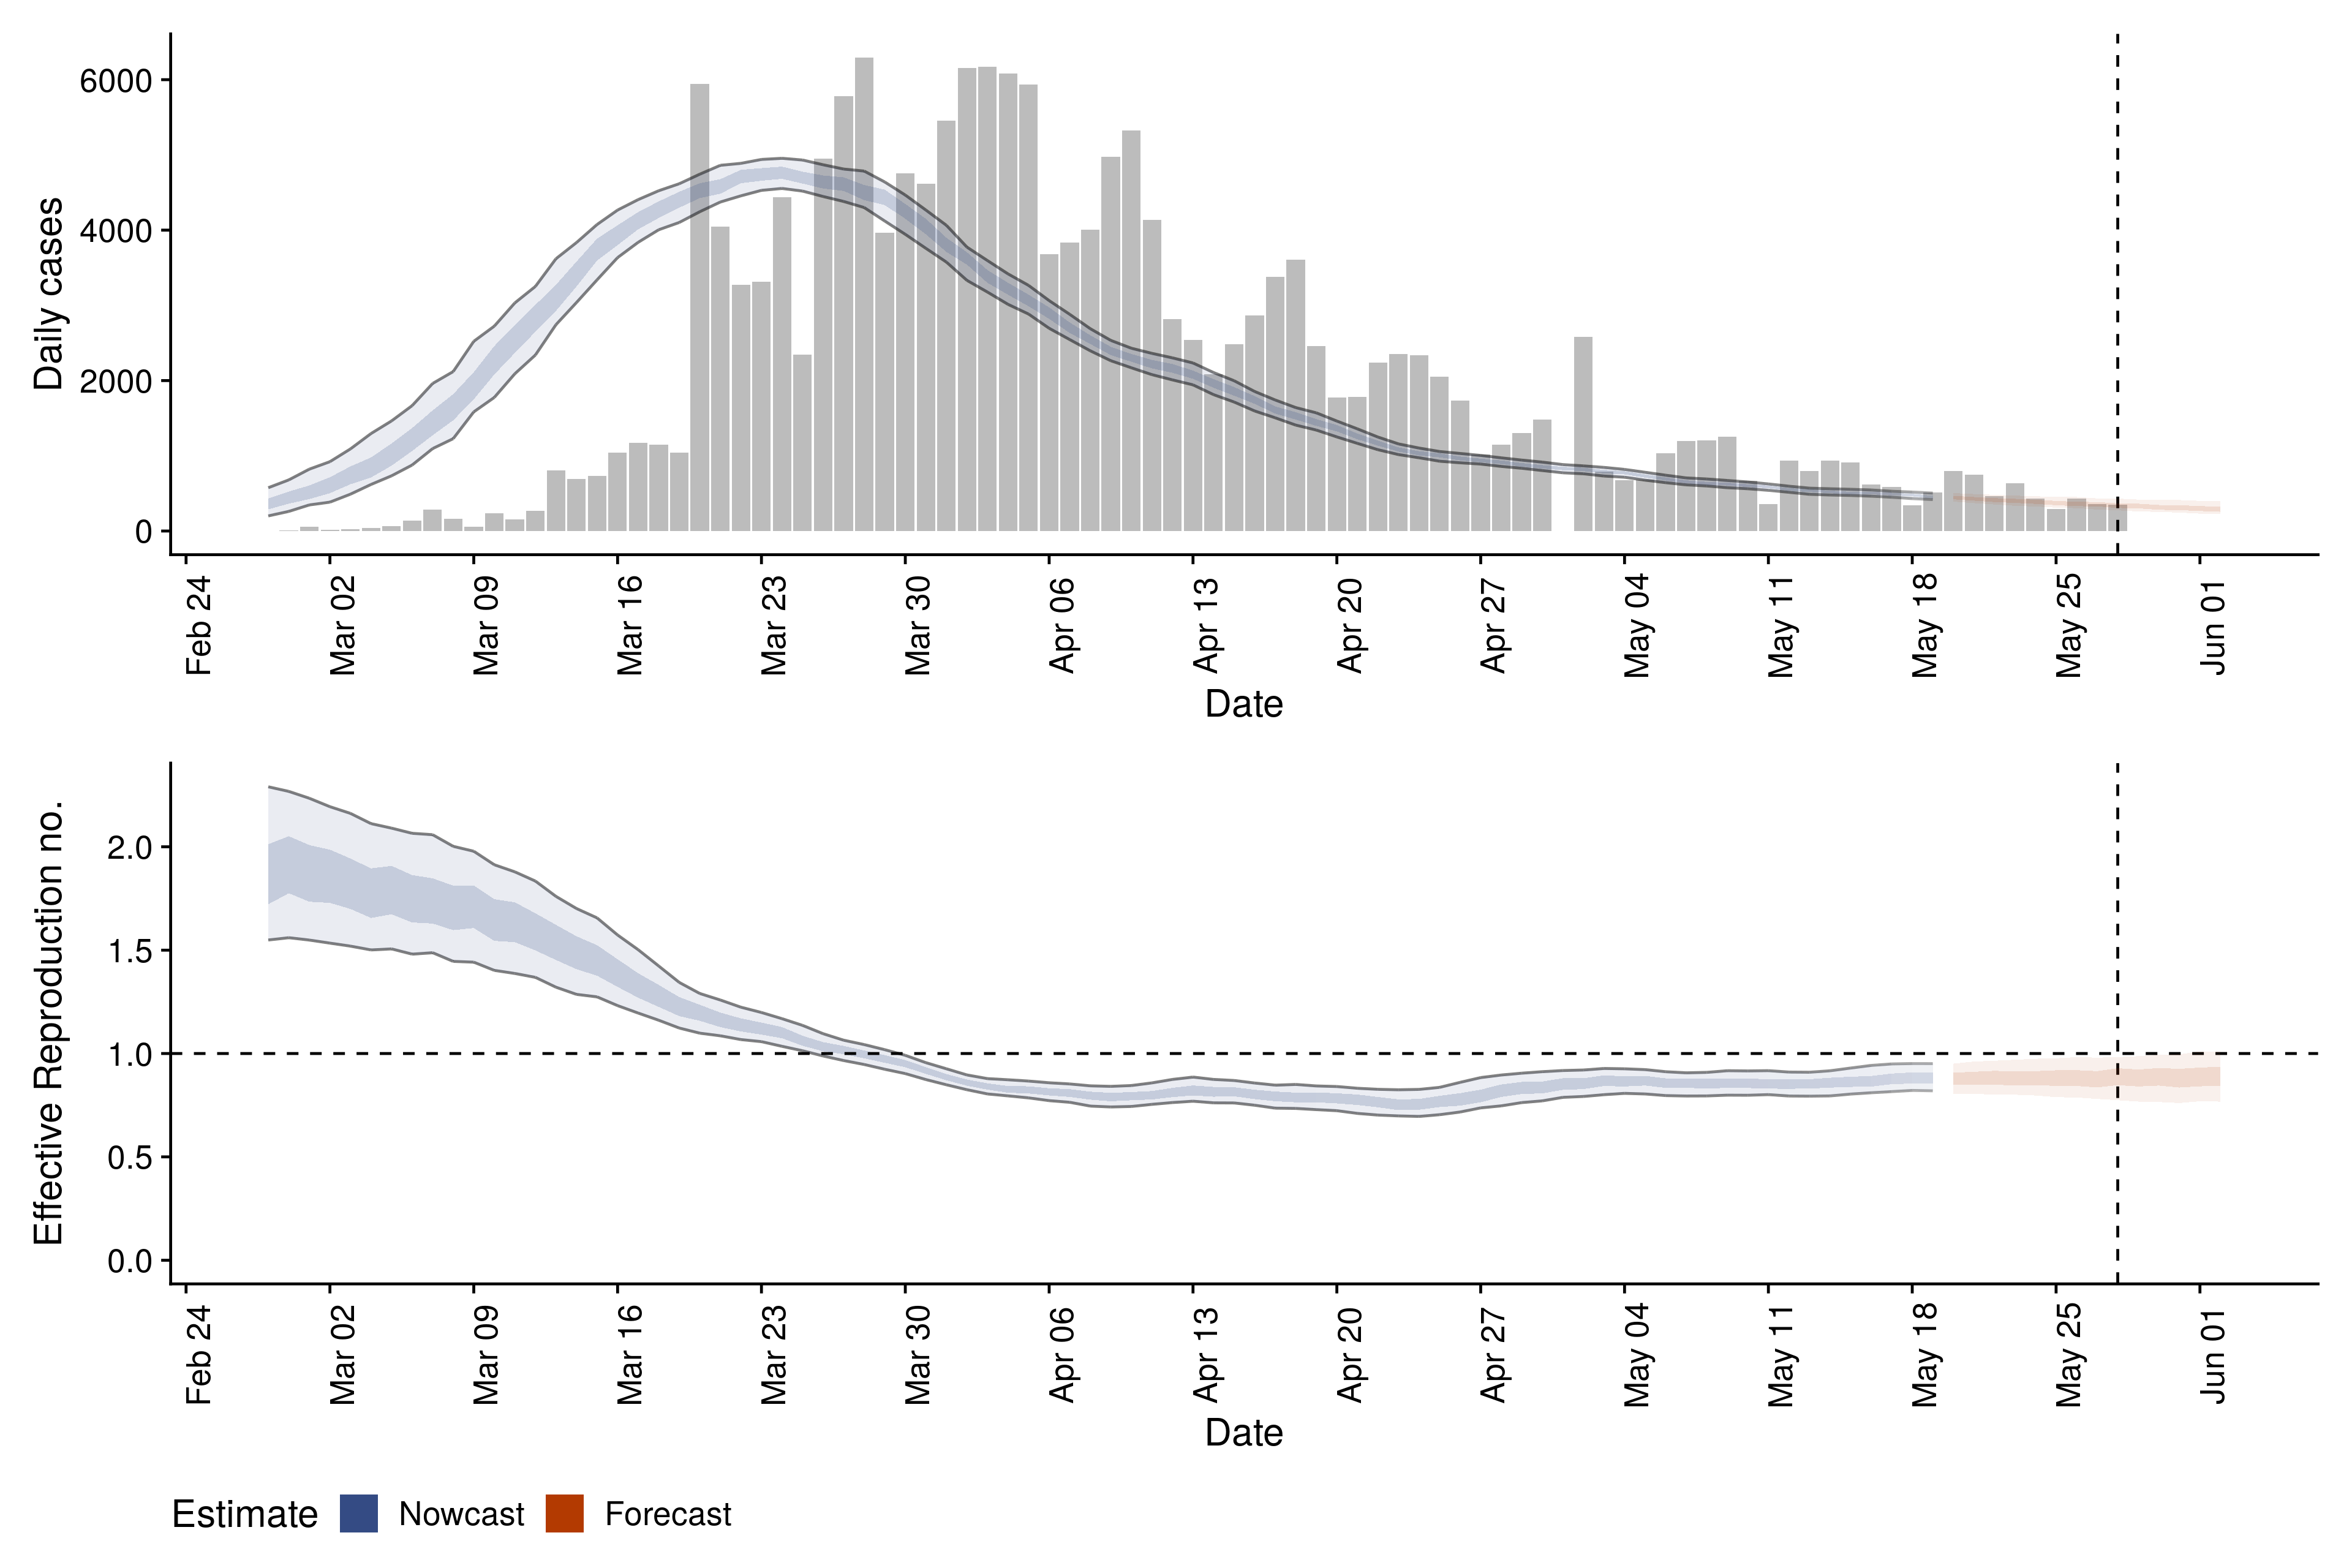 Daily cases
6000
4000
2000
0
Feb 24 Mar 02 Mar 09 Mar 16 Mar 23 Mar 30 Apr 06 Apr 13 Apr 20 Apr 27 May 04 May 11 May 18 May 25 Jun 01
Date
Effective Reproduction no.
2.0
1.5
1.0
0.5
0.0
Feb 24 Mar 02 Mar 09 Mar 16 Mar 23 Mar 30 Apr 06 Apr 13 Apr 20 Apr 27 May 04 May 11 May 18 May 25 Jun 01
Date
Estimate Nowcast Forecast